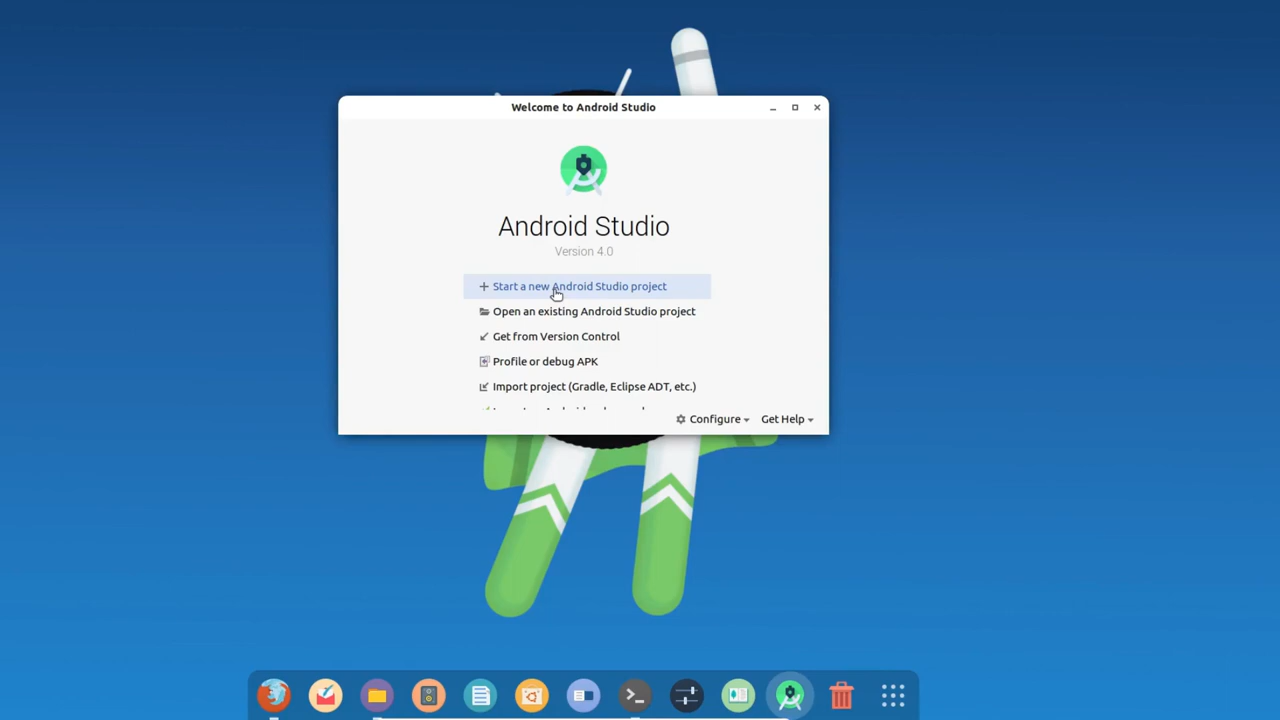 Welcome to Android Studio
Android Studio
Version 4.0
Start a new Android Studio project
Open an existing Android Studio project
Get from Version Control
Profile or debug APK
Import project (Gradle, Eclipse ADT, etc.)
Configure
Get Help